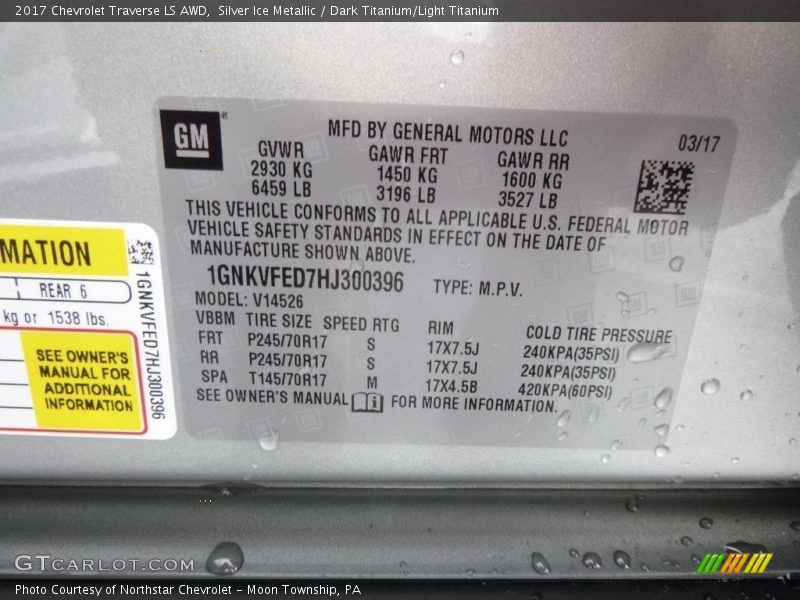 2017 Chevrolet Traverse LS AWD, Silver Ice Metallic / Dark Titanium/Light Titanium
GM ®
MFD BY GENERAL MOTORS LLC 03/17
GVWR GAWR FRT GAWR RR
2930 KG 1450 KG 1600 KG
6459 LB 3196 LB 3527 LB
THIS VEHICLE CONFORMS TO ALL APPLICABLE U.S. FEDERAL MOTOR
VEHICLE SAFETY STANDARDS IN EFFECT ON THE DATE OF
MANUFACTURE SHOWN ABOVE.
1GNKVFED7HJ300396 TYPE: M.P.V.
MODEL: V14526
VBBM TIRE SIZE SPEED RTG RIM COLD TIRE PRESSURE
FRT P245/70R17 S 17X7.5J 240KPA(35PSI)
RR P245/70R17 S 17X7.5J 240KPA(35PSI)
SPA T145/70R17 M 17X4.5B 420KPA(60PSI)
SEE OWNER'S MANUAL i FOR MORE INFORMATION.
MATION
REAR 6
kg or 1538 lbs.
SEE OWNER'S
MANUAL FOR
ADDITIONAL
INFORMATION
1GNKVFED7HJ300396
GTCARLOT.COM
Photo Courtesy of Northstar Chevrolet - Moon Township, PA